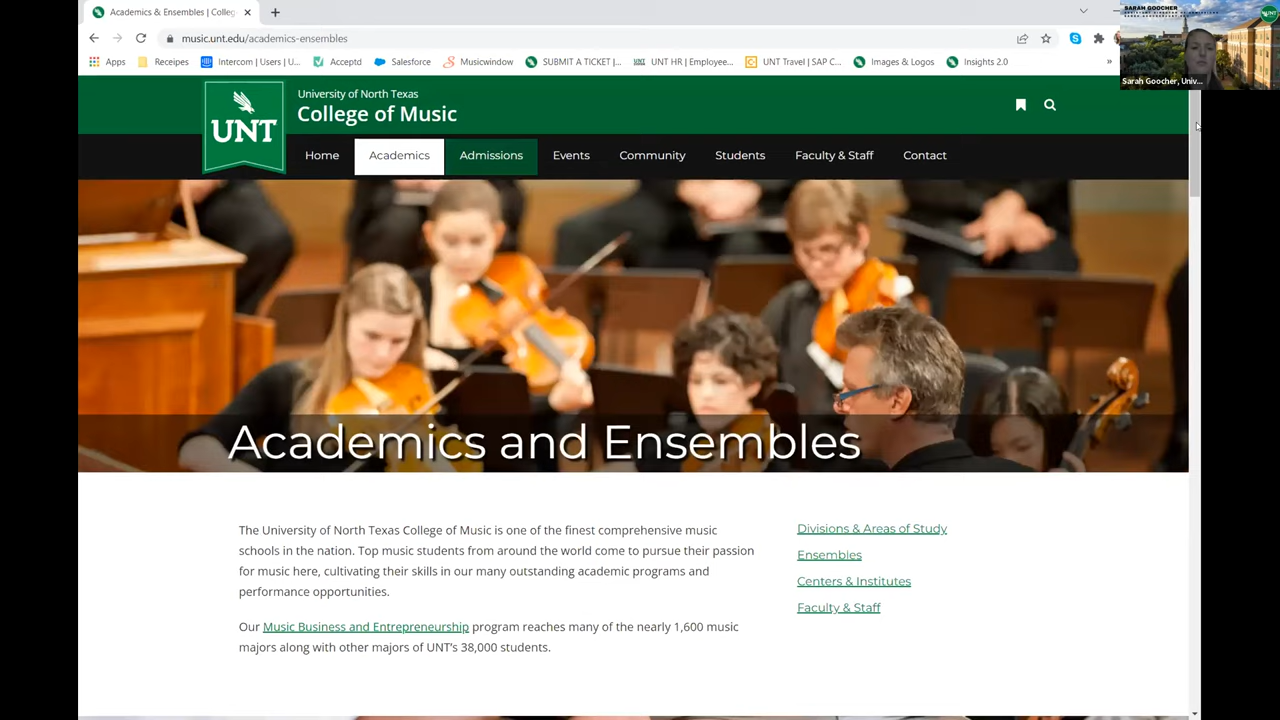 Academics & Ensembles | Colleg
music.unt.edu/academics-ensembles
Apps
Receipes
Intercom | Users | U...
Acceptd
Salesforce
Musicwindow
SUBMIT A TICKET |...
UNT HR | Employee...
UNT Travel | SAP C...
Images & Logos
Insights 2.0
»
SARAH GOOCHER
UNT
Sarah Goocher, Univ...
UNT
University of North Texas
College of Music
Home
Academics
Admissions
Events
Community
Students
Faculty & Staff
Contact
Academics and Ensembles
The University of North Texas College of Music is one of the finest comprehensive music
schools in the nation. Top music students from around the world come to pursue their passion
for music here, cultivating their skills in our many outstanding academic programs and
performance opportunities.
Our Music Business and Entrepreneurship program reaches many of the nearly 1,600 music
majors along with other majors of UNT's 38,000 students.
Divisions & Areas of Study
Ensembles
Centers & Institutes
Faculty & Staff